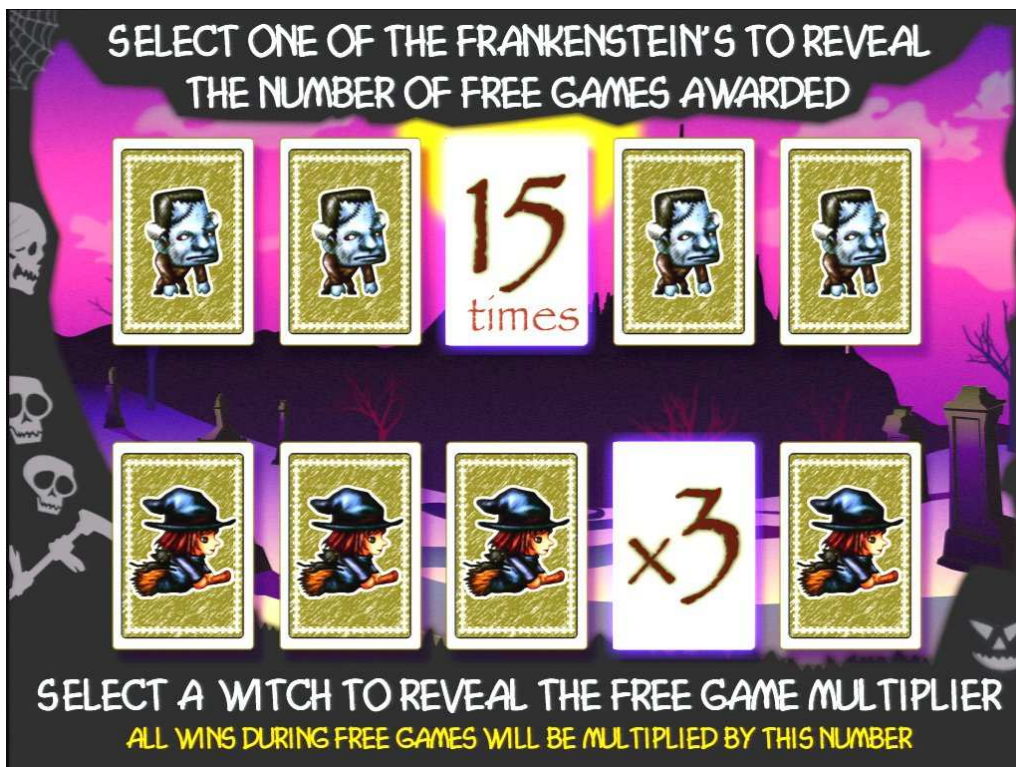 SELECT ONE OF THE FRANKENSTEIN'S TO REVEAL
THE NUMBER OF FREE GAMES AWARDED
15
times
x3
SELECT A WITCH TO REVEAL THE FREE GAME MULTIPLIER
ALL WINS DURING FREE GAMES WILL BE MULTIPLIED BY THIS NUMBER